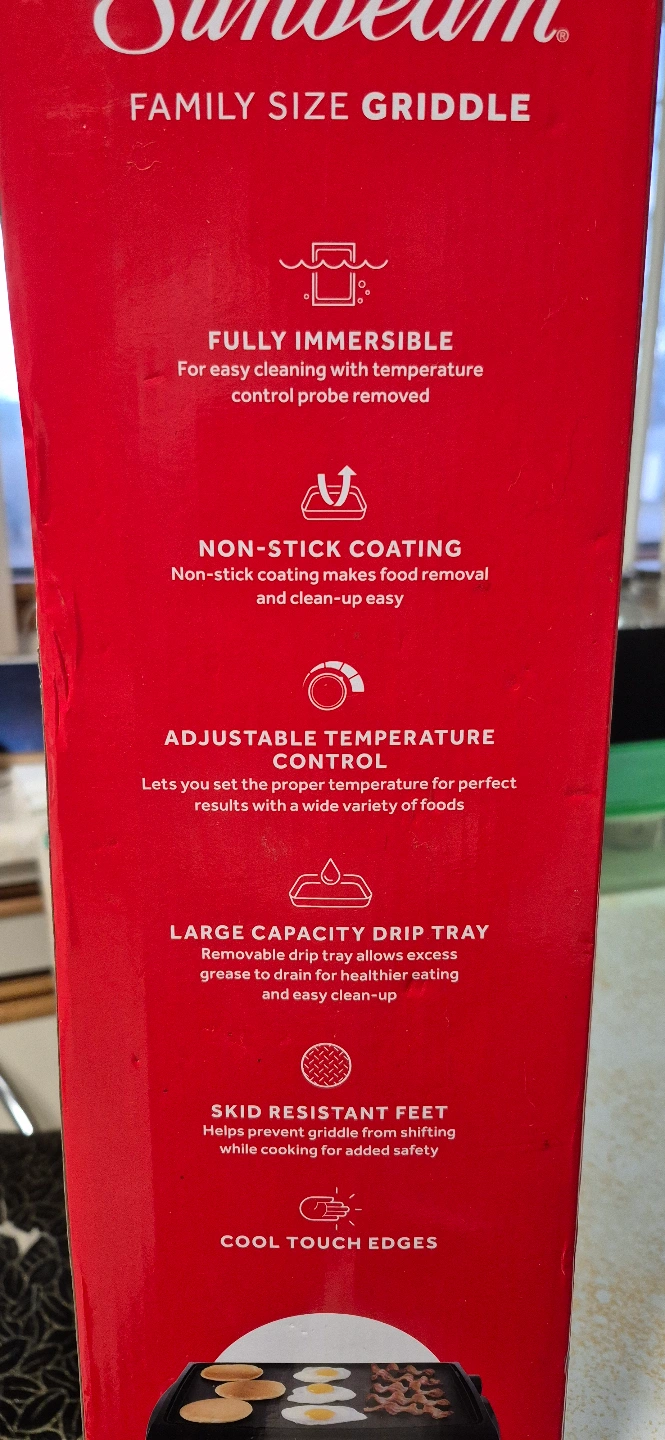 Sunbeam®
FAMILY SIZE GRIDDLE
FULLY IMMERSIBLE
For easy cleaning with temperature
control probe removed
NON-STICK COATING
Non-stick coating makes food removal
and clean-up easy
ADJUSTABLE TEMPERATURE
CONTROL
Lets you set the proper temperature for perfect
results with a wide variety of foods
LARGE CAPACITY DRIP TRAY
Removable drip tray allows excess
grease to drain for healthier eating
and easy clean-up
SKID RESISTANT FEET
Helps prevent griddle from shifting
while cooking for added safety
COOL TOUCH EDGES